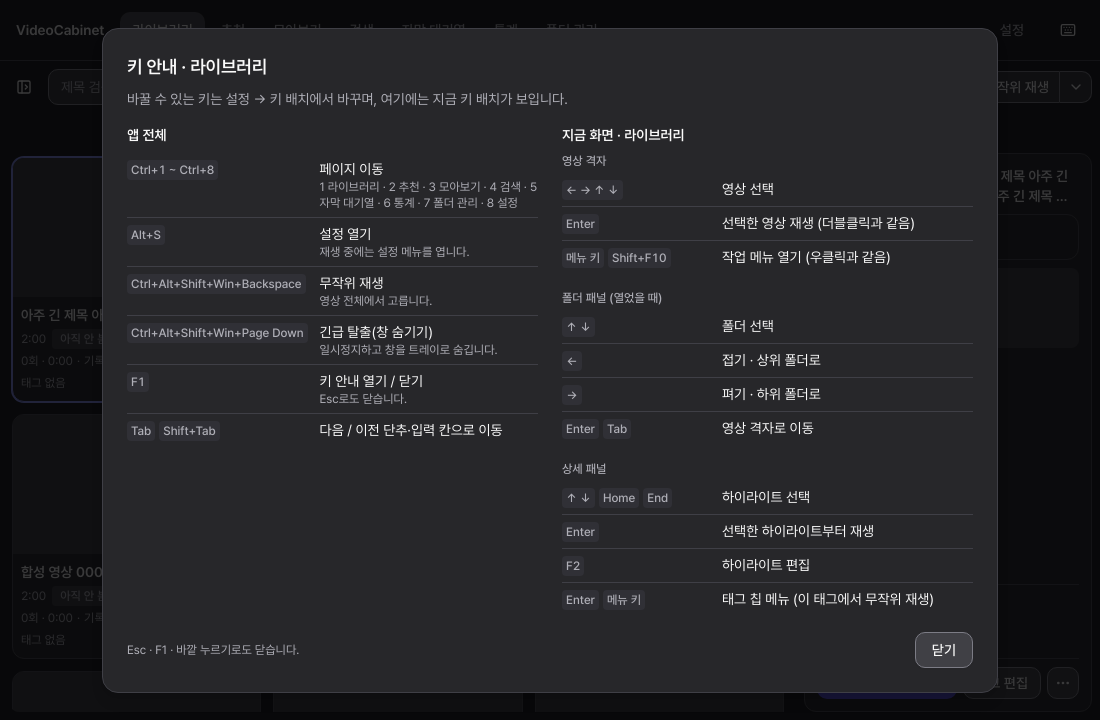 VideoCabinet
설정
제목 검
작위 재생
키 안내 · 라이브러리
바꿀 수 있는 키는 설정 → 키 배치에서 바꾸며, 여기에는 지금 키 배치가 보입니다.
앱 전체
Ctrl+1 ~ Ctrl+8 페이지 이동
1 라이브러리 · 2 추천 · 3 모아보기 · 4 검색 · 5
자막 대기열 · 6 통계 · 7 폴더 관리 · 8 설정
Alt+S 설정 열기
재생 중에는 설정 메뉴를 엽니다.
Ctrl+Alt+Shift+Win+Backspace 무작위 재생
영상 전체에서 고릅니다.
Ctrl+Alt+Shift+Win+Page Down 긴급 탈출(창 숨기기)
일시정지하고 창을 트레이로 숨깁니다.
F1 키 안내 열기 / 닫기
Esc로도 닫습니다.
Tab Shift+Tab 다음 / 이전 단추·입력 칸으로 이동
지금 화면 · 라이브러리
영상 격자
← → ↑ ↓ 영상 선택
Enter 선택한 영상 재생 (더블클릭과 같음)
메뉴 키 Shift+F10 작업 메뉴 열기 (우클릭과 같음)
폴더 패널 (열었을 때)
↑ ↓ 폴더 선택
← 접기 · 상위 폴더로
→ 펴기 · 하위 폴더로
Enter Tab 영상 격자로 이동
상세 패널
↑ ↓ Home End 하이라이트 선택
Enter 선택한 하이라이트부터 재생
F2 하이라이트 편집
Enter 메뉴 키 태그 칩 메뉴 (이 태그에서 무작위 재생)
Esc · F1 · 바깥 누르기로도 닫습니다.
닫기
아주 긴 제목 아
2:00 아직 안
0회 · 0:00 · 기록
태그 없음
합성 영상 000
2:00 아직 안
0회 · 0:00 · 기록
태그 없음
제목 아주 긴
주 긴 제목 ...
편집